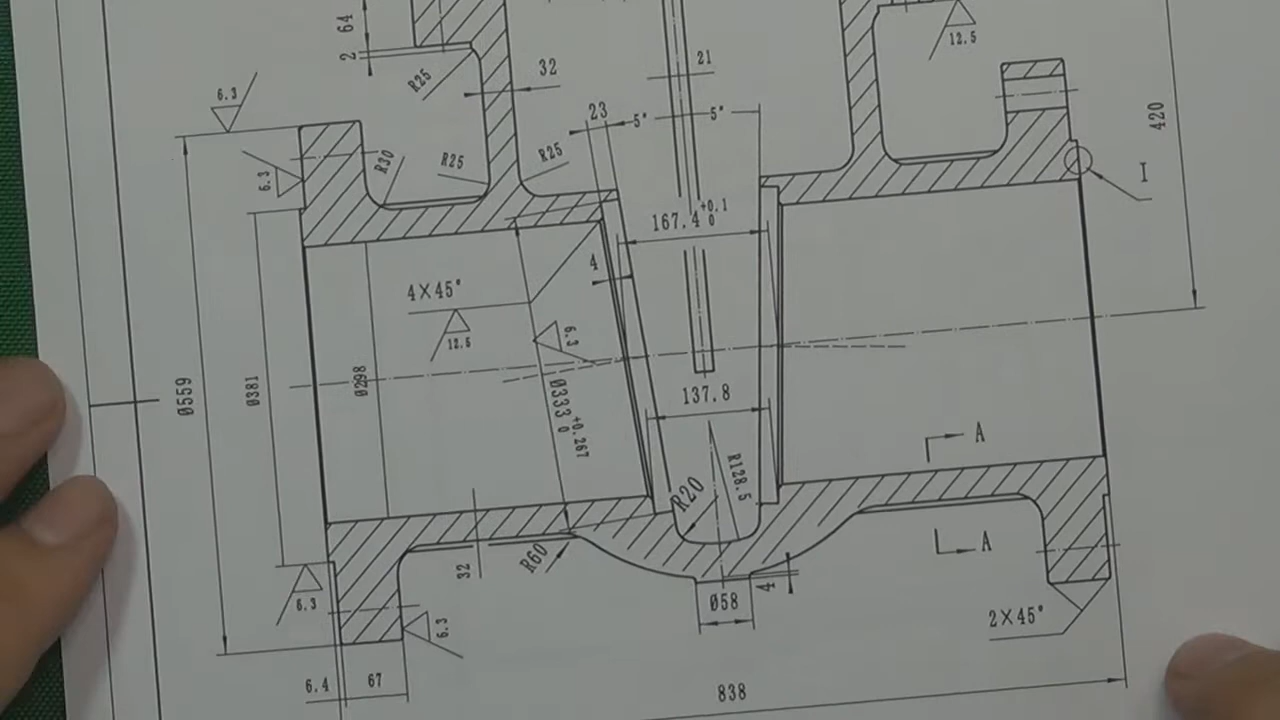 64
2
R25
32
21
12.5
6.3
23
5°
5°
420
R30
R25
R25
6.3
I
167.4 +0.1 0
4
4×45°
12.5
6.3
Ø559
Ø381
Ø298
Ø333 +0.267 0
137.8
R128.5
R20
A
A
32
R60
6.3
6.3
Ø58
4
2×45°
6.4
67
838